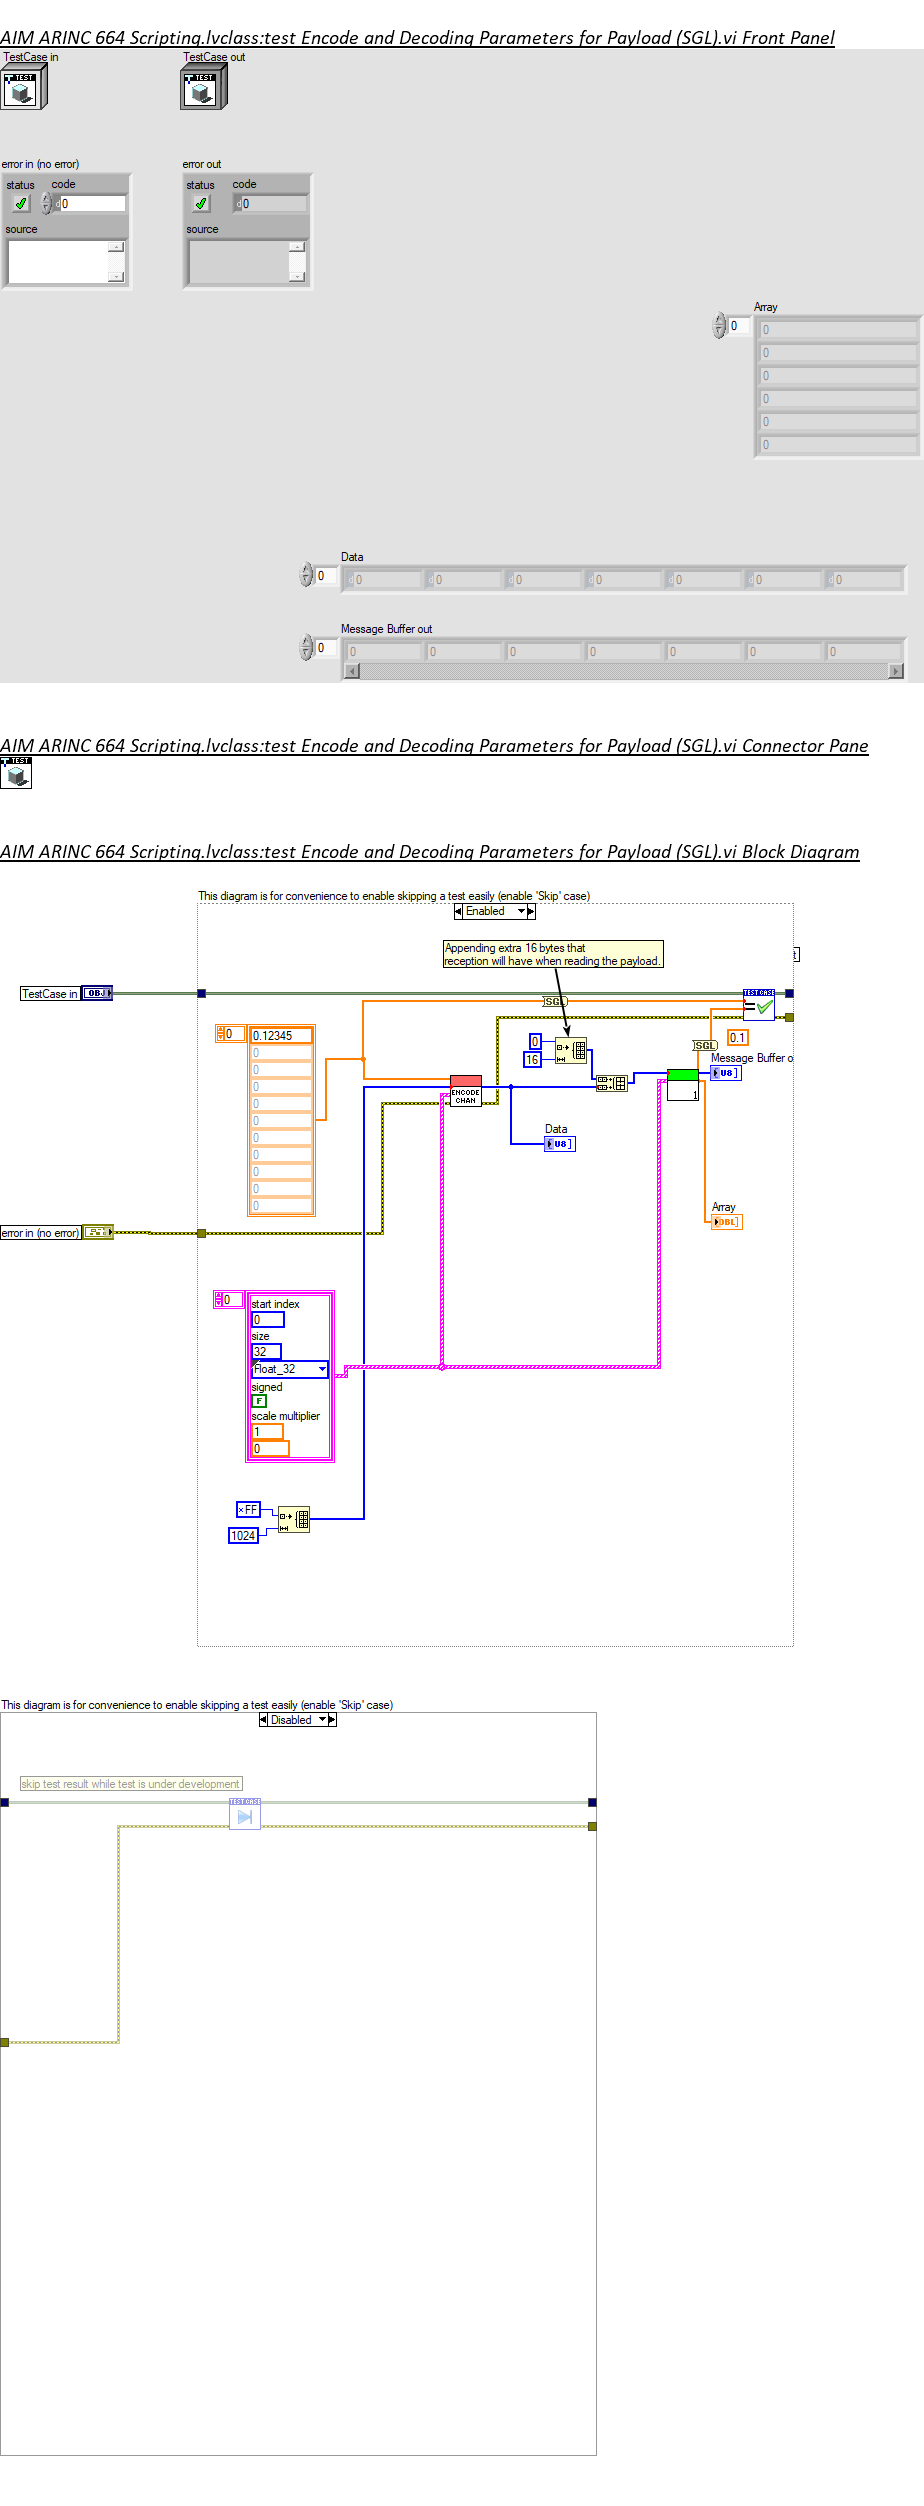 AIM ARINC 664 Scripting.lvclass:test Encode and Decoding Parameters for Payload (SGL).vi Front Panel
TestCase in TestCase out
TEST TEST
error in (no error) error out
status code status code
d 0 d 0
source source
Array
0 0
0
0
0
0
0
Data
0 d 0 d 0 d 0 d 0 d 0 d 0 d 0
Message Buffer out
0 0 0 0 0 0 0 0
AIM ARINC 664 Scripting.lvclass:test Encode and Decoding Parameters for Payload (SGL).vi Connector Pane
TEST
AIM ARINC 664 Scripting.lvclass:test Encode and Decoding Parameters for Payload (SGL).vi Block Diagram
This diagram is for convenience to enable skipping a test easily (enable 'Skip' case)
Enabled
Appending extra 16 bytes that
reception will have when reading the payload.
TestCase in OBJ
TEST CASE
SGL
0 0.12345
0
0
0
0
0
0
0
0
0
0
0
16
0.1
SGL
Message Buffer o
U8
ENCODE
CHAN
1
Data
U8
Array
DBL
error in (no error)
0
start index
0
size
32
Float_32
signed
F
scale multiplier
1
0
x FF
1024
This diagram is for convenience to enable skipping a test easily (enable 'Skip' case)
Disabled
skip test result while test is under development
TEST CASE